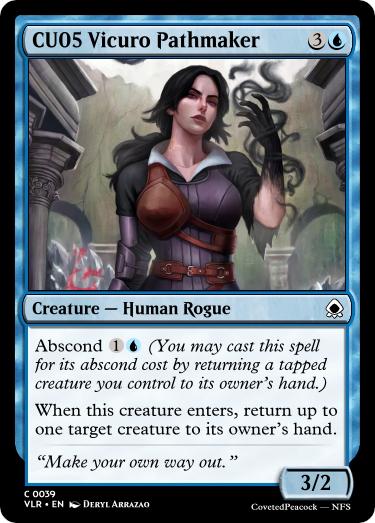 CU05 Vicuro Pathmaker 3
Creature — Human Rogue
Abscond 1 (You may cast this spell
for its abscond cost by returning a tapped
creature you control to its owner's hand.)
When this creature enters, return up to
one target creature to its owner's hand.
“Make your own way out.”
3/2
C 0039
VLR • EN Deryl Arrazao
CovetedPeacock — NFS